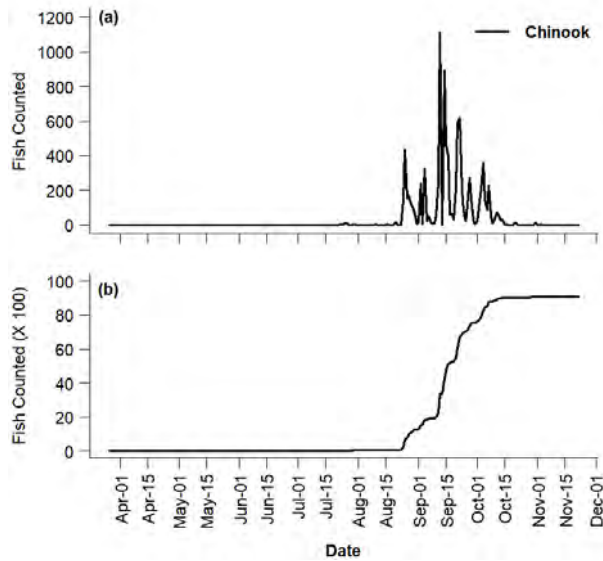 (a)
Chinook
1200
1000
800
600
400
200
0
Fish Counted
(b)
100
80
60
40
20
0
Fish Counted (X 100)
Apr-01
Apr-15
May-01
May-15
Jun-01
Jun-15
Jul-01
Jul-15
Aug-01
Aug-15
Sep-01
Sep-15
Oct-01
Oct-15
Nov-01
Nov-15
Dec-01
Date